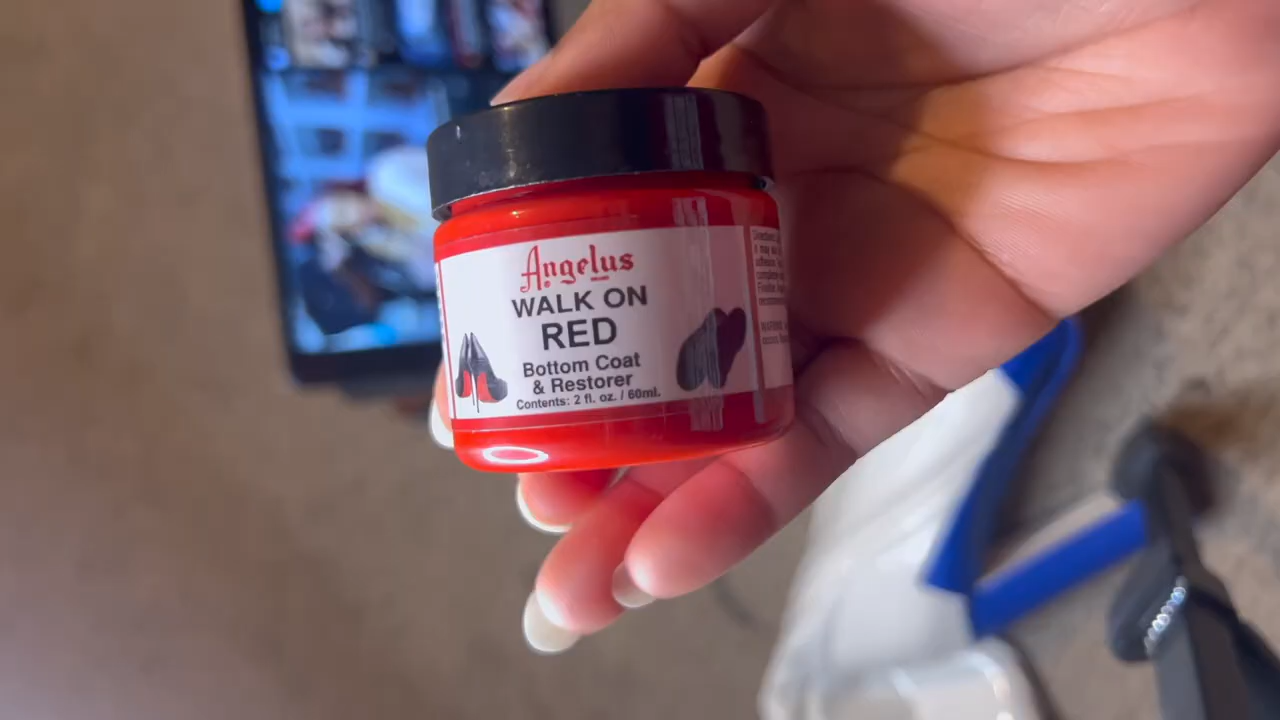 Angelus
WALK ON
RED
Bottom Coat
& Restorer
Contents: 2 fl. oz. / 60ml.